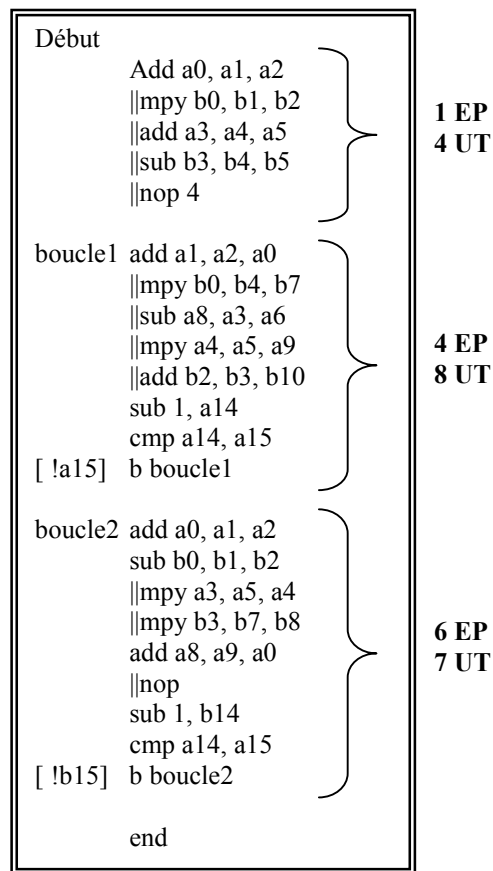 Début
Add a0, a1, a2
||mpy b0, b1, b2
||add a3, a4, a5
||sub b3, b4, b5
||nop 4
1 EP
4 UT
boucle1 add a1, a2, a0
||mpy b0, b4, b7
||sub a8, a3, a6
||mpy a4, a5, a9
||add b2, b3, b10
sub 1, a14
cmp a14, a15
[ !a15] b boucle1
4 EP
8 UT
boucle2 add a0, a1, a2
sub b0, b1, b2
||mpy a3, a5, a4
||mpy b3, b7, b8
add a8, a9, a0
||nop
sub 1, b14
cmp a14, a15
[ !b15] b boucle2
6 EP
7 UT
end